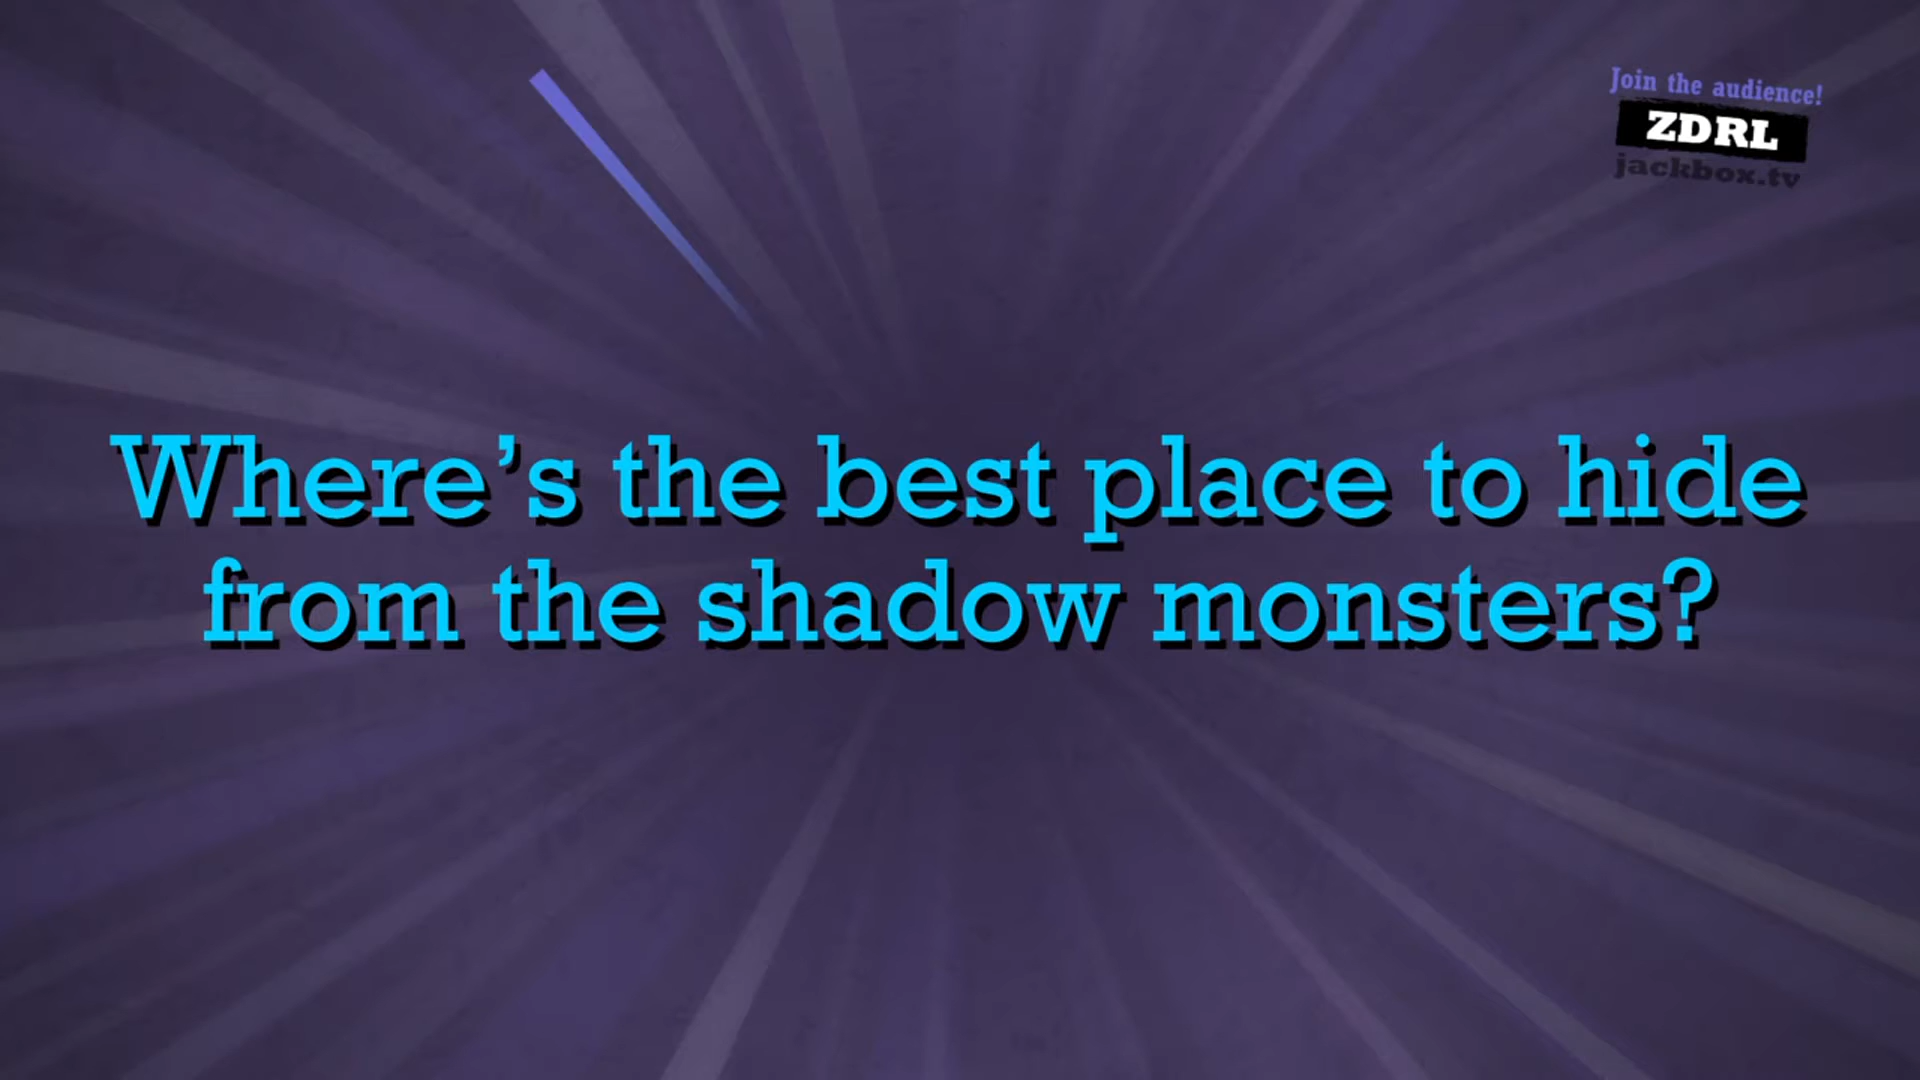 Join the audience!
ZDRL
jackbox.tv
Where’s the best place to hide
from the shadow monsters?